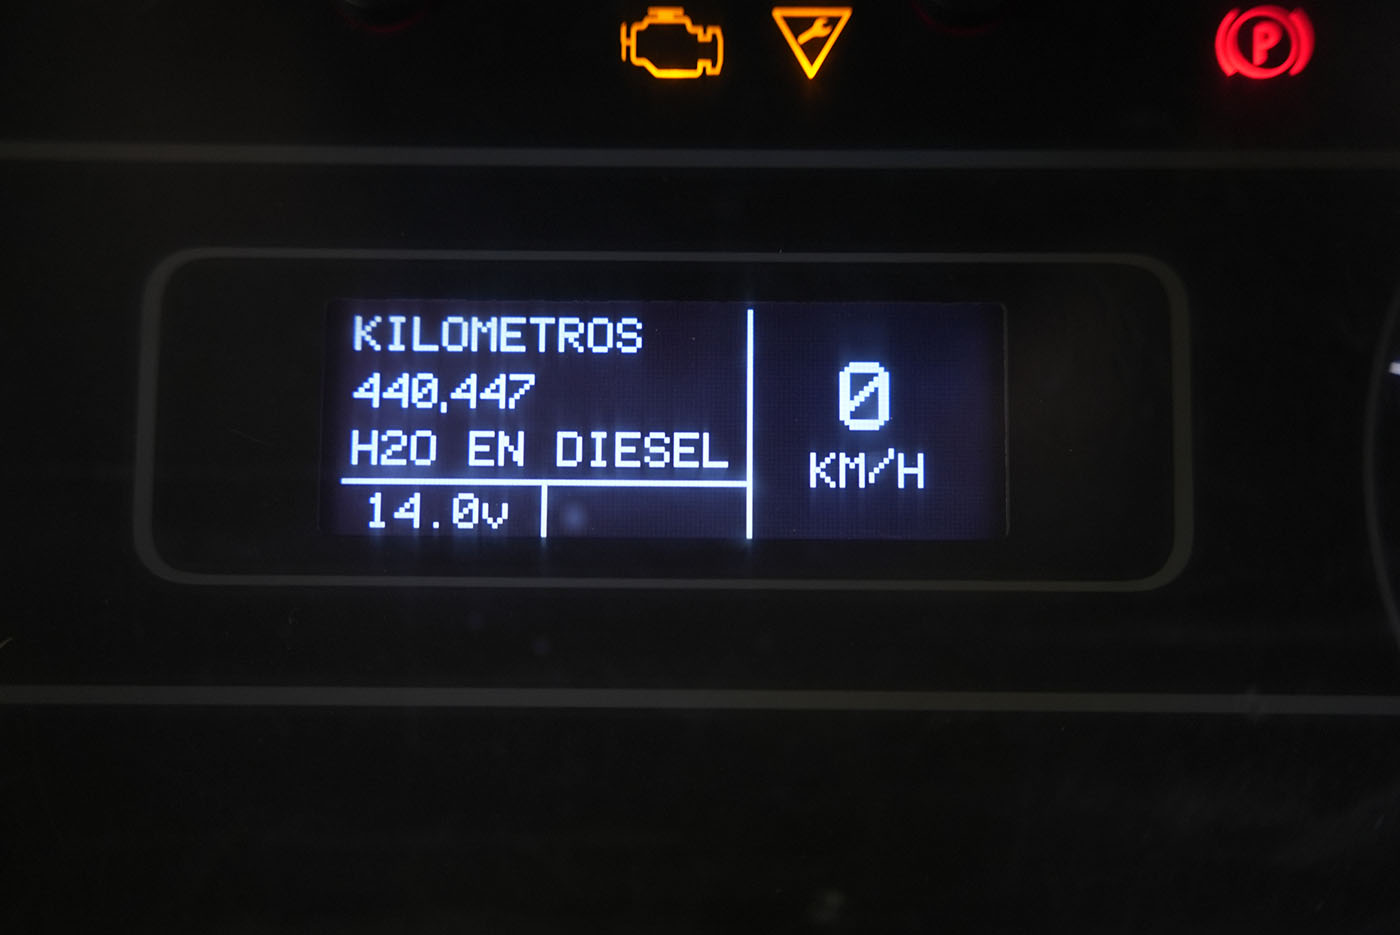 P
KILOMETROS
440,447
H2O EN DIESEL
14.0v
0
KM/H